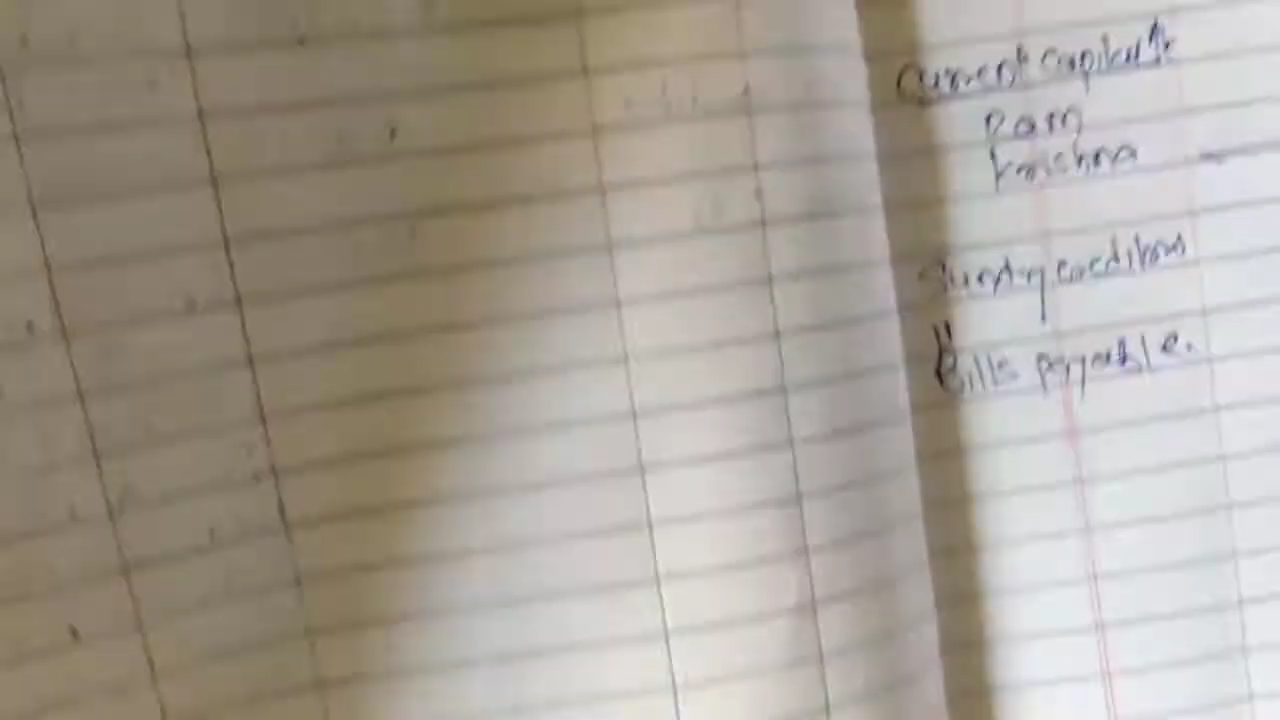 Current Capital A/c
Ram
Krishna
Sundry creditors
Bills payable.